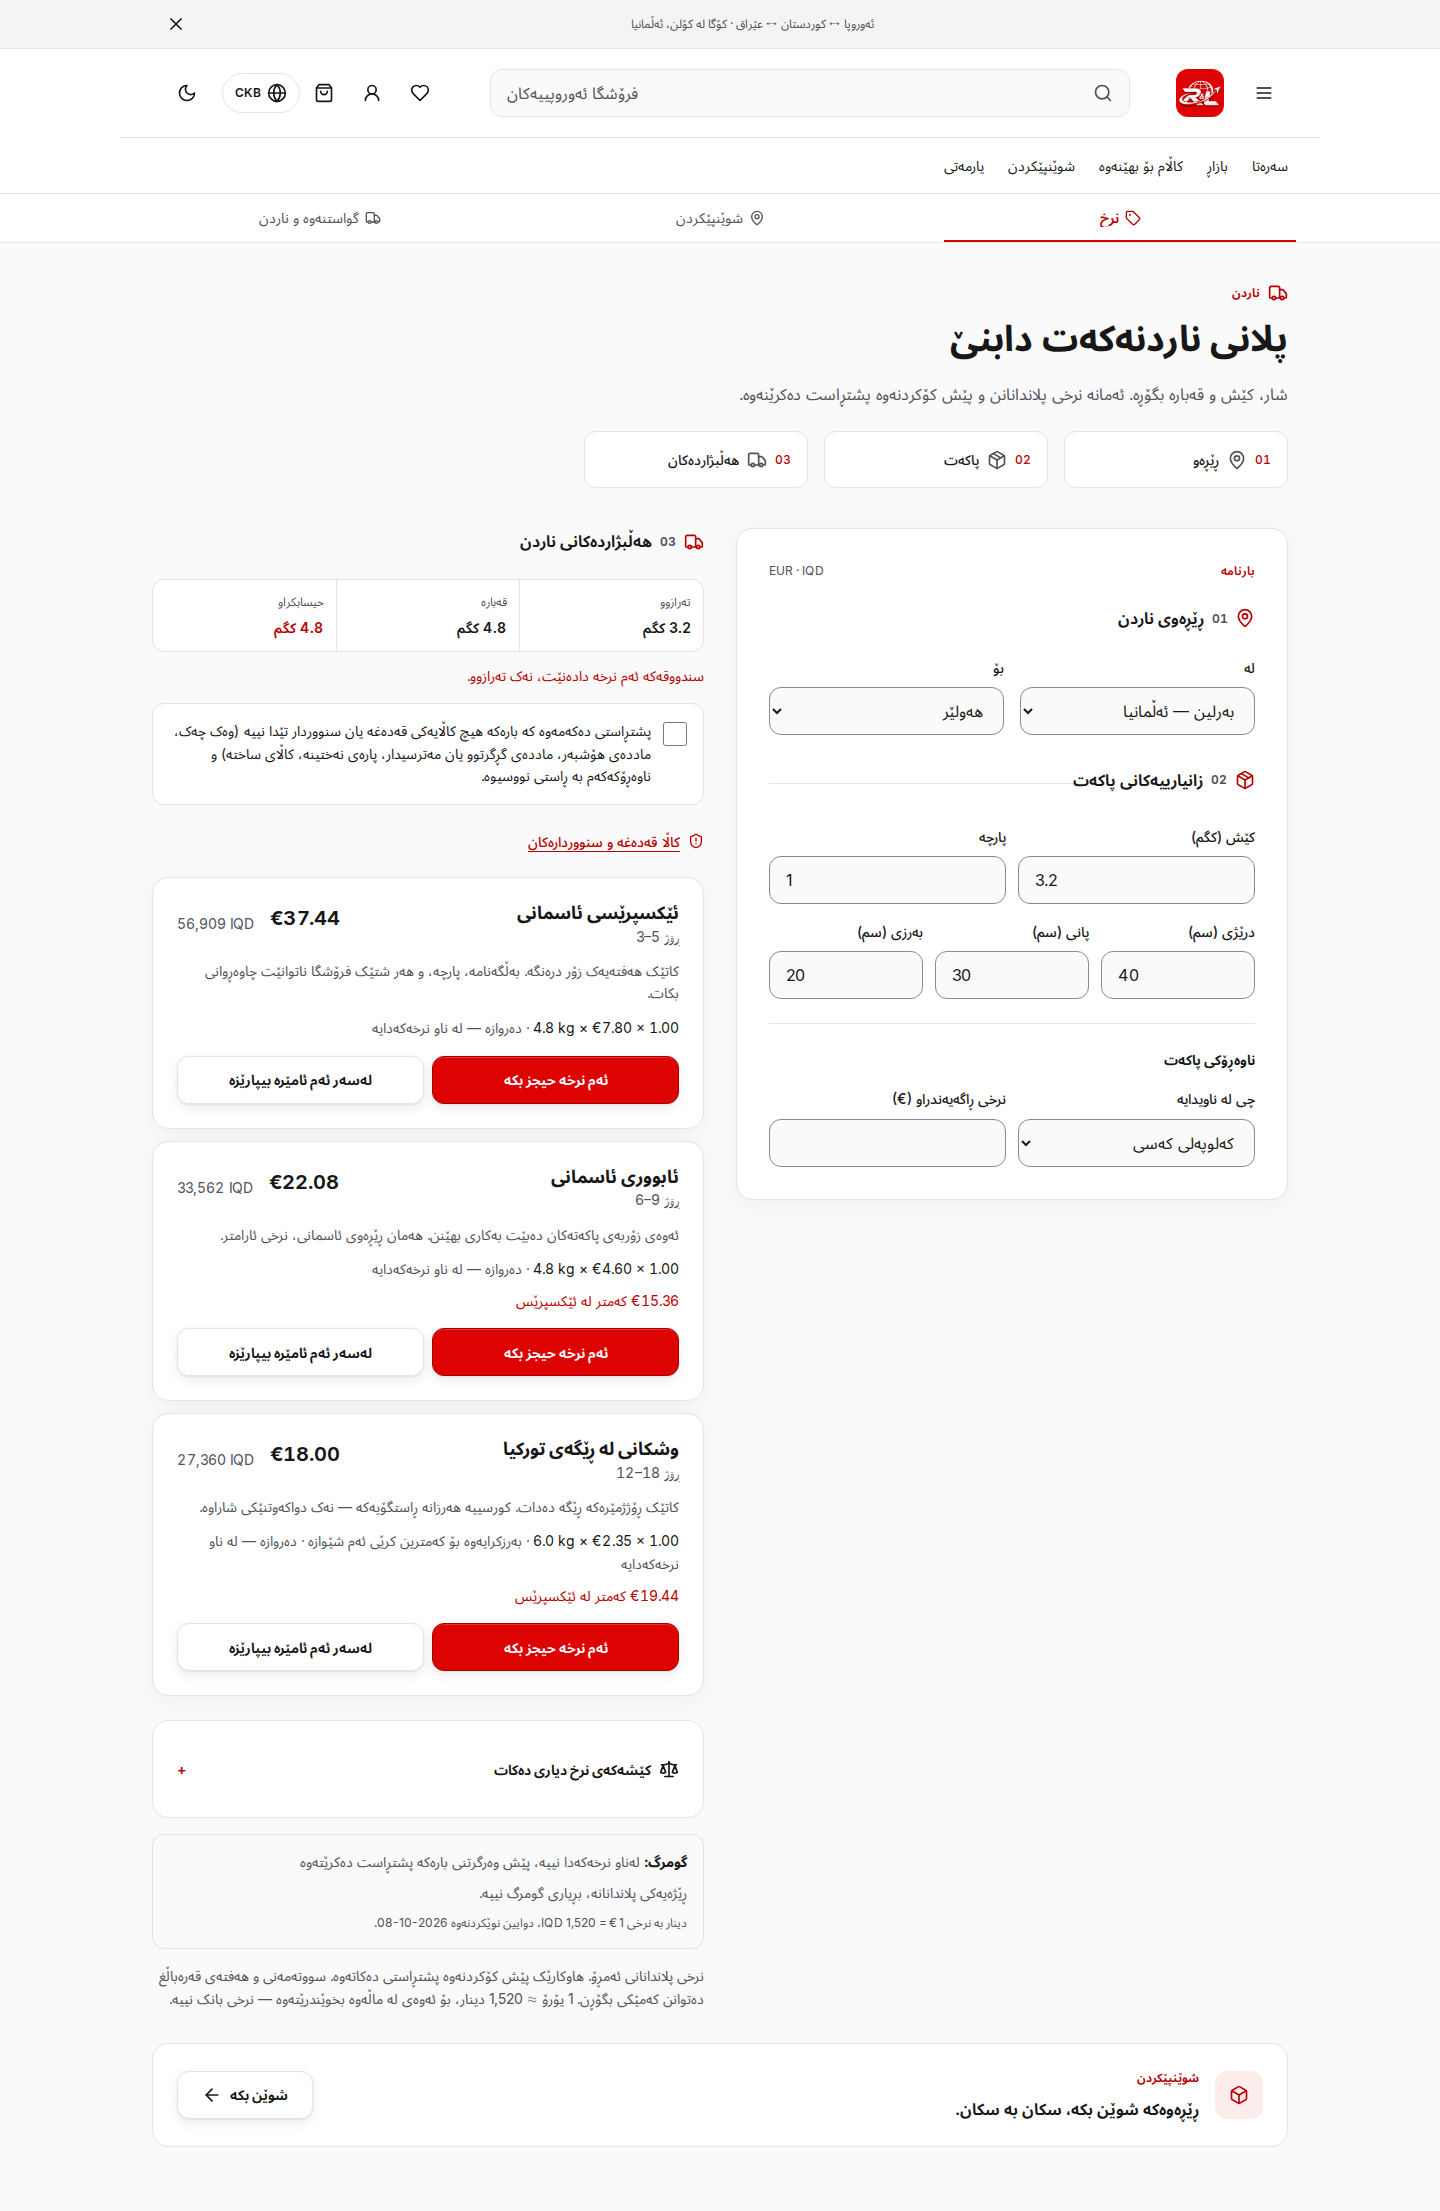 ئەوروپا ↔ کوردستان ↔ عێراق · کۆگا لە کۆلن، ئەڵمانیا
فرۆشگا ئەوروپییەکان
CKB
سەرەتا
بازاڕ
کاڵام بۆ بهێنەوە
شوێنپێکردن
یارمەتی
نرخ
شوێنپێکردن
گواستنەوە و ناردن
ناردن
پلانی ناردنەکەت دابنێ
شار، کێش و قەبارە بگۆڕە. ئەمانە نرخی پلاندانانن و پێش کۆکردنەوە پشتڕاست دەکرێنەوە.
01 ڕێڕەو
02 پاکەت
03 هەڵبژاردەکان
بارنامە
EUR · IQD
01 ڕێڕەوی ناردن
لە
بۆ
بەرلین — ئەڵمانیا
هەولێر
02 زانیارییەکانی پاکەت
کێش (کگم)
پارچە
3.2
1
درێژی (سم)
پانی (سم)
بەرزی (سم)
40
30
20
ناوەڕۆکی پاکەت
چی لە ناویدایە
نرخی ڕاگەیەندراو (€)
کەلوپەلی کەسی
03 هەڵبژاردەکانی ناردن
تەرازوو
قەبارە
حیسابکراو
3.2 کگم
4.8 کگم
4.8 کگم
سندووقەکە ئەم نرخە دادەنێت، نەک تەرازوو.
پشتڕاستی دەکەمەوە کە بارەکە هیچ کاڵایەکی قەدەغە یان سنووردار تێدا نییە (وەک چەک،
ماددەی هۆشبەر، ماددەی گڕگرتوو یان مەترسیدار، پارەی نەختینە، کاڵای ساختە) و
ناوەڕۆکەکەم بە ڕاستی نووسیوە.
کاڵا قەدەغە و سنووردارەکان
ئێکسپرێسی ئاسمانی
€37.44
56,909 IQD
3–5 ڕۆژ
کاتێک هەفتەیەک زۆر درەنگە. بەڵگەنامە، پارچە، و هەر شتێک فرۆشگا ناتوانێت چاوەڕوانی
بکات.
4.8 kg × €7.80 × 1.00 · دەروازە — لە ناو نرخەکەدایە
ئەم نرخە حیجز بکە
لەسەر ئەم ئامێرە بیپارێزە
ئابووری ئاسمانی
€22.08
33,562 IQD
6–9 ڕۆژ
ئەوەی زۆربەی پاکەتەکان دەبێت بەکاری بهێنن. هەمان ڕێڕەوی ئاسمانی، نرخی ئارامتر.
4.8 kg × €4.60 × 1.00 · دەروازە — لە ناو نرخەکەدایە
€15.36 کەمتر لە ئێکسپرێس
ئەم نرخە حیجز بکە
لەسەر ئەم ئامێرە بیپارێزە
وشکانی لە ڕێگەی تورکیا
€18.00
27,360 IQD
12–18 ڕۆژ
کاتێک ڕۆژژمێرەکە ڕێگە دەدات. کورسییە هەرزانە ڕاستگۆیەکە — نەک دواکەوتنێکی شاراوە.
6.0 kg × €2.35 × 1.00 · بەرزکرایەوە بۆ کەمترین کرێی ئەم شێوازە · دەروازە — لە ناو
نرخەکەدایە
€19.44 کەمتر لە ئێکسپرێس
ئەم نرخە حیجز بکە
لەسەر ئەم ئامێرە بیپارێزە
کێشەکەی نرخ دیاری دەکات
+
گومرگ: لەناو نرخەکەدا نییە، پێش وەرگرتنی بارەکە پشتڕاست دەکرێتەوە
ڕێژەیەکی پلاندانانە، بڕیاری گومرگ نییە.
دینار بە نرخی 1 € = 1,520 IQD، دوایین نوێکردنەوە 2026-10-08.
نرخی پلاندانانی ئەمڕۆ. هاوکارێک پێش کۆکردنەوە پشتڕاستی دەکاتەوە. سووتەمەنی و هەفتەی قەرەباڵغ
دەتوانن کەمێکی بگۆڕن. 1 یۆرۆ ≈ 1,520 دینار، بۆ ئەوەی لە ماڵەوە بخوێندرێتەوە — نرخی بانک نییە.
شوێنپێکردن
ڕێڕەوەکە شوێن بکە، سکان بە سکان.
شوێن بکە